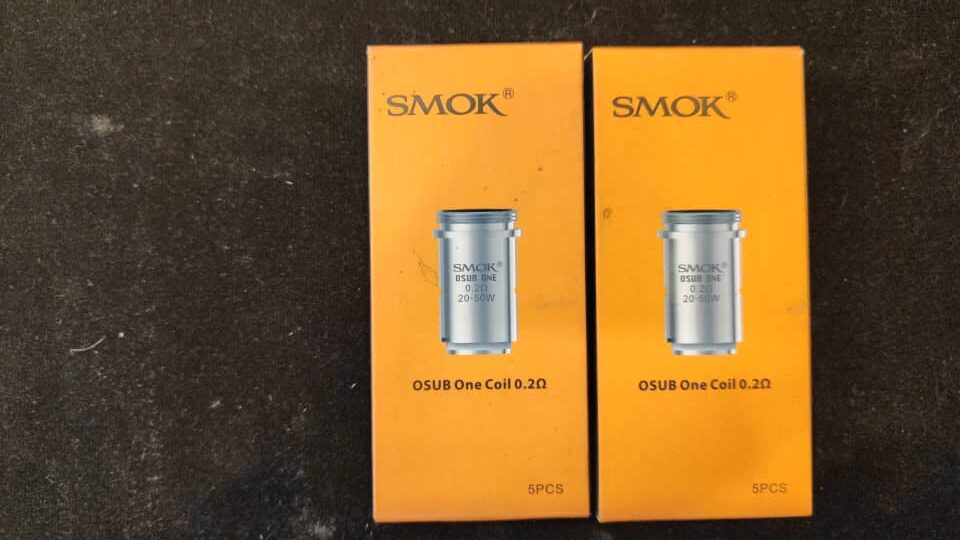 SMOK®
SMOK®
OSUB ONE
0.2Ω
20-50W
OSUB One Coil 0.2Ω
5PCS
SMOK®
SMOK®
OSUB ONE
0.2Ω
20-50W
OSUB One Coil 0.2Ω
5PCS